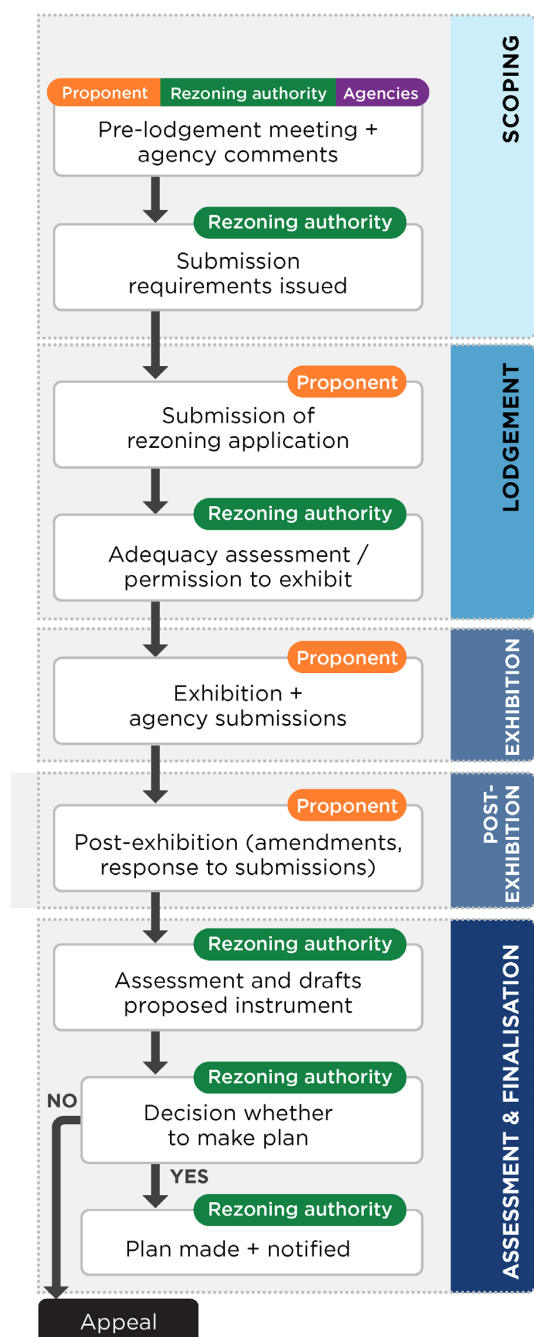 SCOPING
Proponent Rezoning authority Agencies
Pre-lodgement meeting +
agency comments
Rezoning authority
Submission
requirements issued
LODGEMENT
Proponent
Submission of
rezoning application
Rezoning authority
Adequacy assessment /
permission to exhibit
EXHIBITION
Proponent
Exhibition +
agency submissions
POST-
EXHIBITION
Proponent
Post-exhibition (amendments,
response to submissions)
ASSESSMENT & FINALISATION
Rezoning authority
Assessment and drafts
proposed instrument
Rezoning authority
NO
Decision whether
to make plan
YES
Rezoning authority
Plan made + notified
Appeal